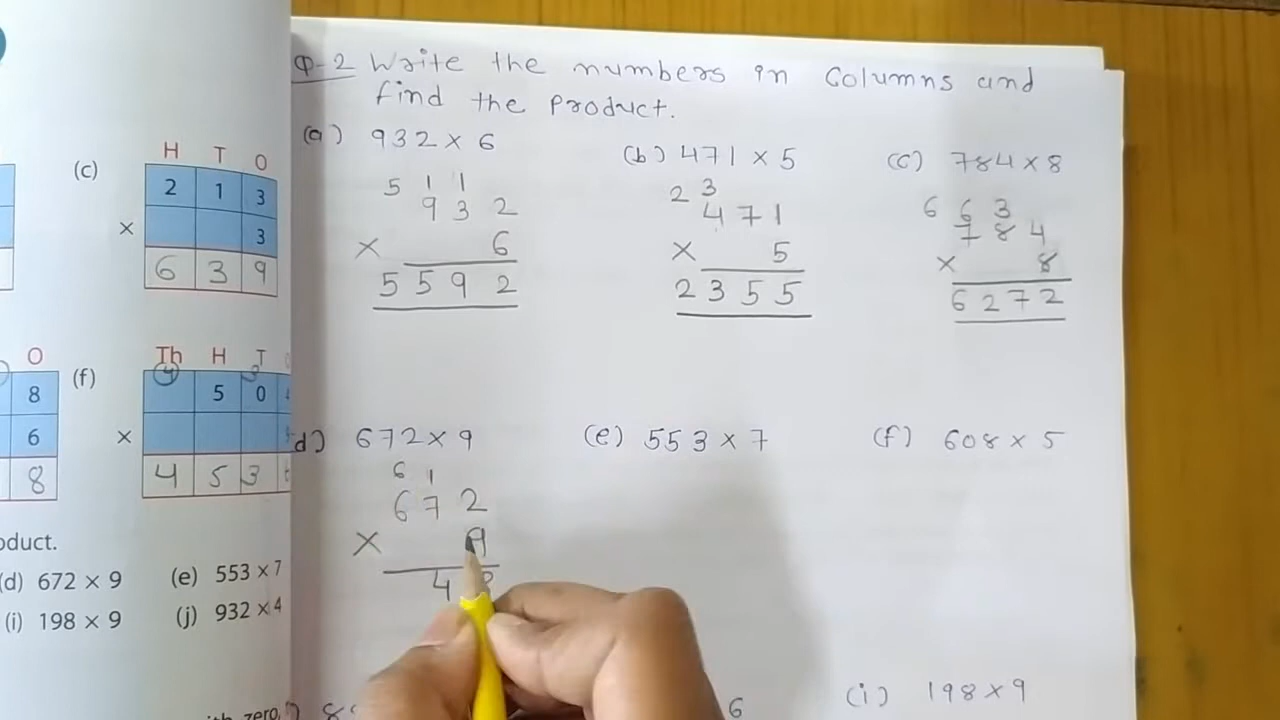 (c)
H T O
2 1 3
× 3
6 3 9
O
8
6
8
(f)
Th H T
4 3
5 0
×
4 5 3
oduct.
(d) 672 × 9 (e) 553 × 7
(i) 198 × 9 (j) 932 × 4
zero,
Q-2 Write the numbers in Columns and
find the product.
(a) 932 × 6
5 1 1
9 3 2
× 6
5 5 9 2
(b) 471 × 5
2 3
4 7 1
× 5
2 3 5 5
(c) 784 × 8
6 6 3
7 8 4
× 8
6 2 7 2
d) 672 × 9
6 1
6 7 2
× 9
4 8
(e) 553 × 7
(f) 608 × 5
6
(i) 198 × 9